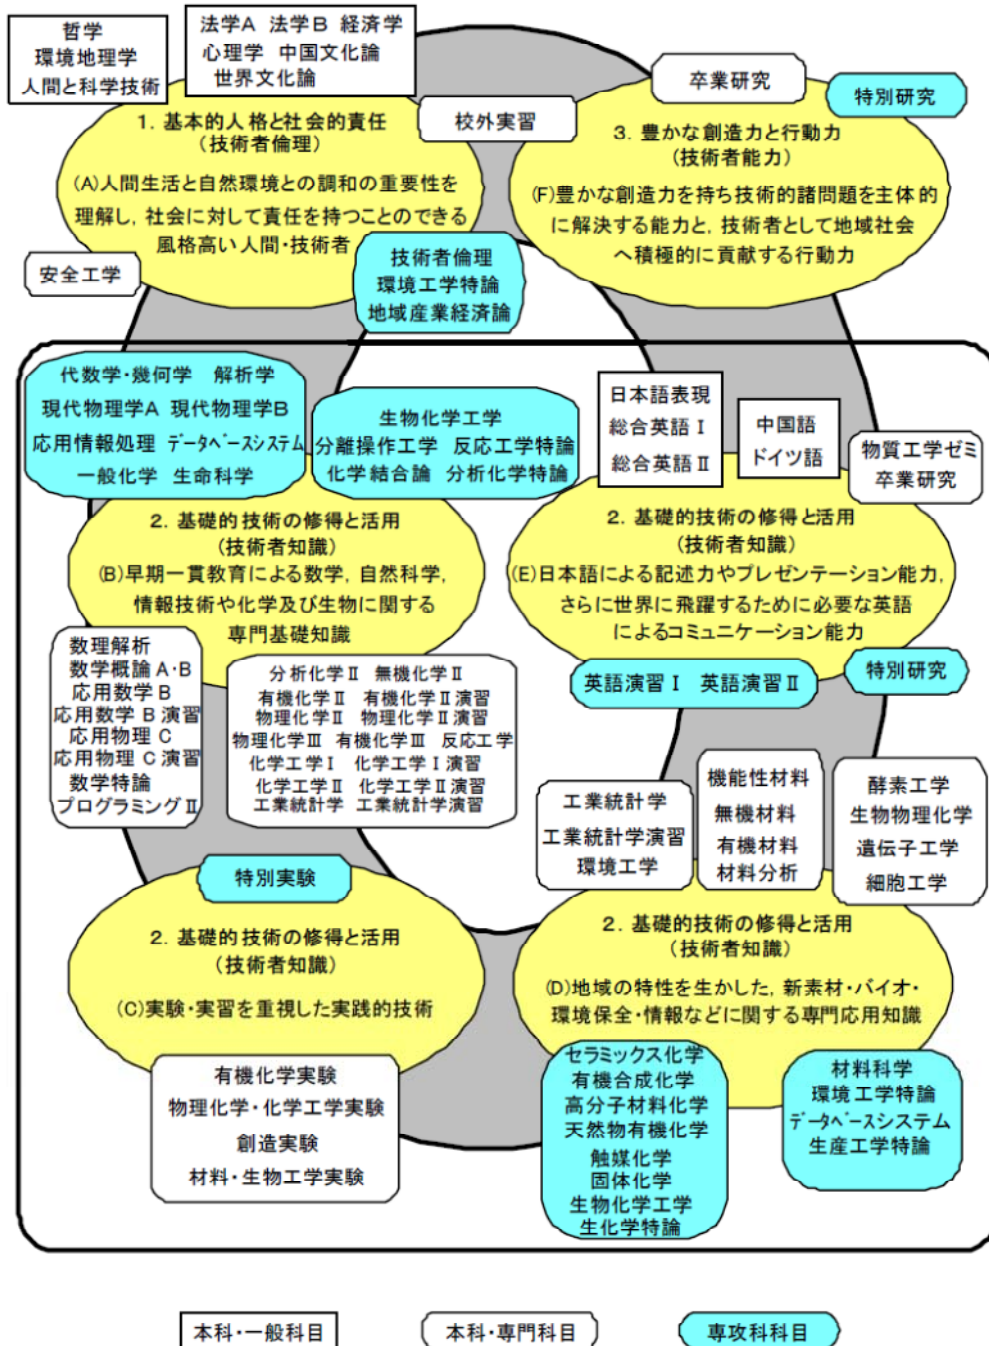 哲学
環境地理学
人間と科学技術
法学A 法学B 経済学
心理学 中国文化論
世界文化論
1. 基本的人格と社会的責任
(技術者倫理)
校外実習
(A)人間生活と自然環境との調和の重要性を
理解し, 社会に対して責任を持つことのできる
風格高い人間・技術者
安全工学
技術者倫理
環境工学特論
地域産業経済論
卒業研究
特別研究
3. 豊かな創造力と行動力
(技術者能力)
(F)豊かな創造力を持ち技術的諸問題を主体的
に解決する能力と, 技術者として地域社会
へ積極的に貢献する行動力
代数学・幾何学 解析学
現代物理学A 現代物理学B
応用情報処理 データベースシステム
一般化学 生命科学
生物化学工学
分離操作工学 反応工学特論
化学結合論 分析化学特論
2. 基礎的技術の修得と活用
(技術者知識)
(B)早期一貫教育による数学, 自然科学,
情報技術や化学及び生物に関する
専門基礎知識
数理解析
数学概論A・B
応用数学B
応用数学B演習
応用物理C
応用物理C演習
数学特論
プログラミングⅡ
分析化学Ⅱ 無機化学Ⅱ
有機化学Ⅱ 有機化学Ⅱ演習
物理化学Ⅱ 物理化学Ⅱ演習
物理化学Ⅲ 有機化学Ⅲ 反応工学
化学工学Ⅰ 化学工学Ⅰ演習
化学工学Ⅱ 化学工学Ⅱ演習
工業統計学 工業統計学演習
日本語表現
総合英語Ⅰ
総合英語Ⅱ
中国語
ドイツ語
物質工学ゼミ
卒業研究
2. 基礎的技術の修得と活用
(技術者知識)
(E)日本語による記述力やプレゼンテーション能力,
さらに世界に飛躍するために必要な英語
によるコミュニケーション能力
英語演習Ⅰ 英語演習Ⅱ
特別研究
特別実験
2. 基礎的技術の修得と活用
(技術者知識)
(C)実験・実習を重視した実践的技術
有機化学実験
物理化学・化学工学実験
創造実験
材料・生物工学実験
工業統計学
工業統計学演習
環境工学
機能性材料
無機材料
有機材料
材料分析
酵素工学
生物物理化学
遺伝子工学
細胞工学
2. 基礎的技術の修得と活用
(技術者知識)
(D)地域の特性を生かした, 新素材・バイオ・
環境保全・情報などに関する専門応用知識
セラミックス化学
有機合成化学
高分子材料化学
天然物有機化学
触媒化学
固体化学
生物化学工学
生化学特論
材料科学
環境工学特論
データベースシステム
生産工学特論
本科・一般科目
本科・専門科目
専攻科科目